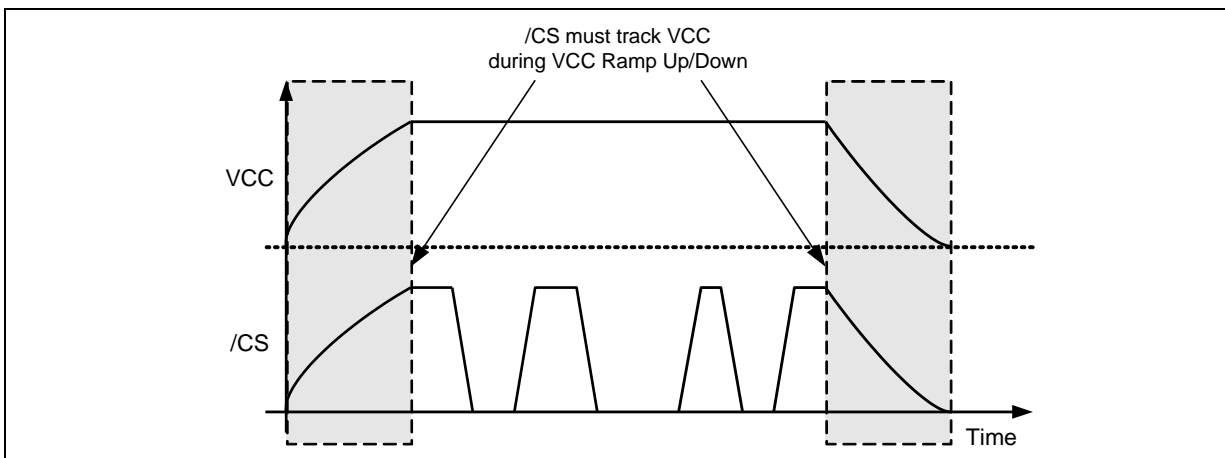 /CS must track VCC
during VCC Ramp Up/Down
VCC
/CS
Time